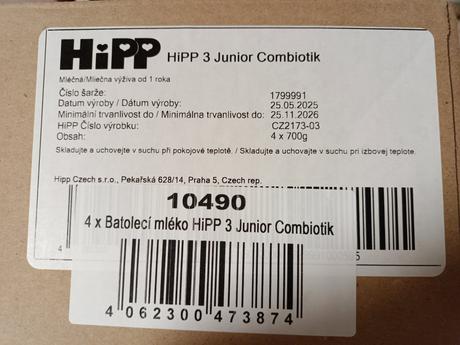 HiPP HiPP 3 Junior Combiotik
Mléčná/Mliečna výživa od 1 roka
Číslo šarže: 1799991
Datum výroby / Dátum výroby: 25.05.2025
Minimální trvanlivost do / Minimálna trvanlivosť do: 25.11.2026
HiPP Číslo výrobku: CZ2173-03
Obsah: 4 x 700g
Skladujte a uchovejte v suchu při pokojové teplotě. / Skladujte a uchovajte v suchu pri izbovej teplote.
Hipp Czech s.r.o., Pekařská 628/14, Praha 5, Czech rep.
10490
4 x Batolecí mléko HiPP 3 Junior Combiotik
4 062300 473874